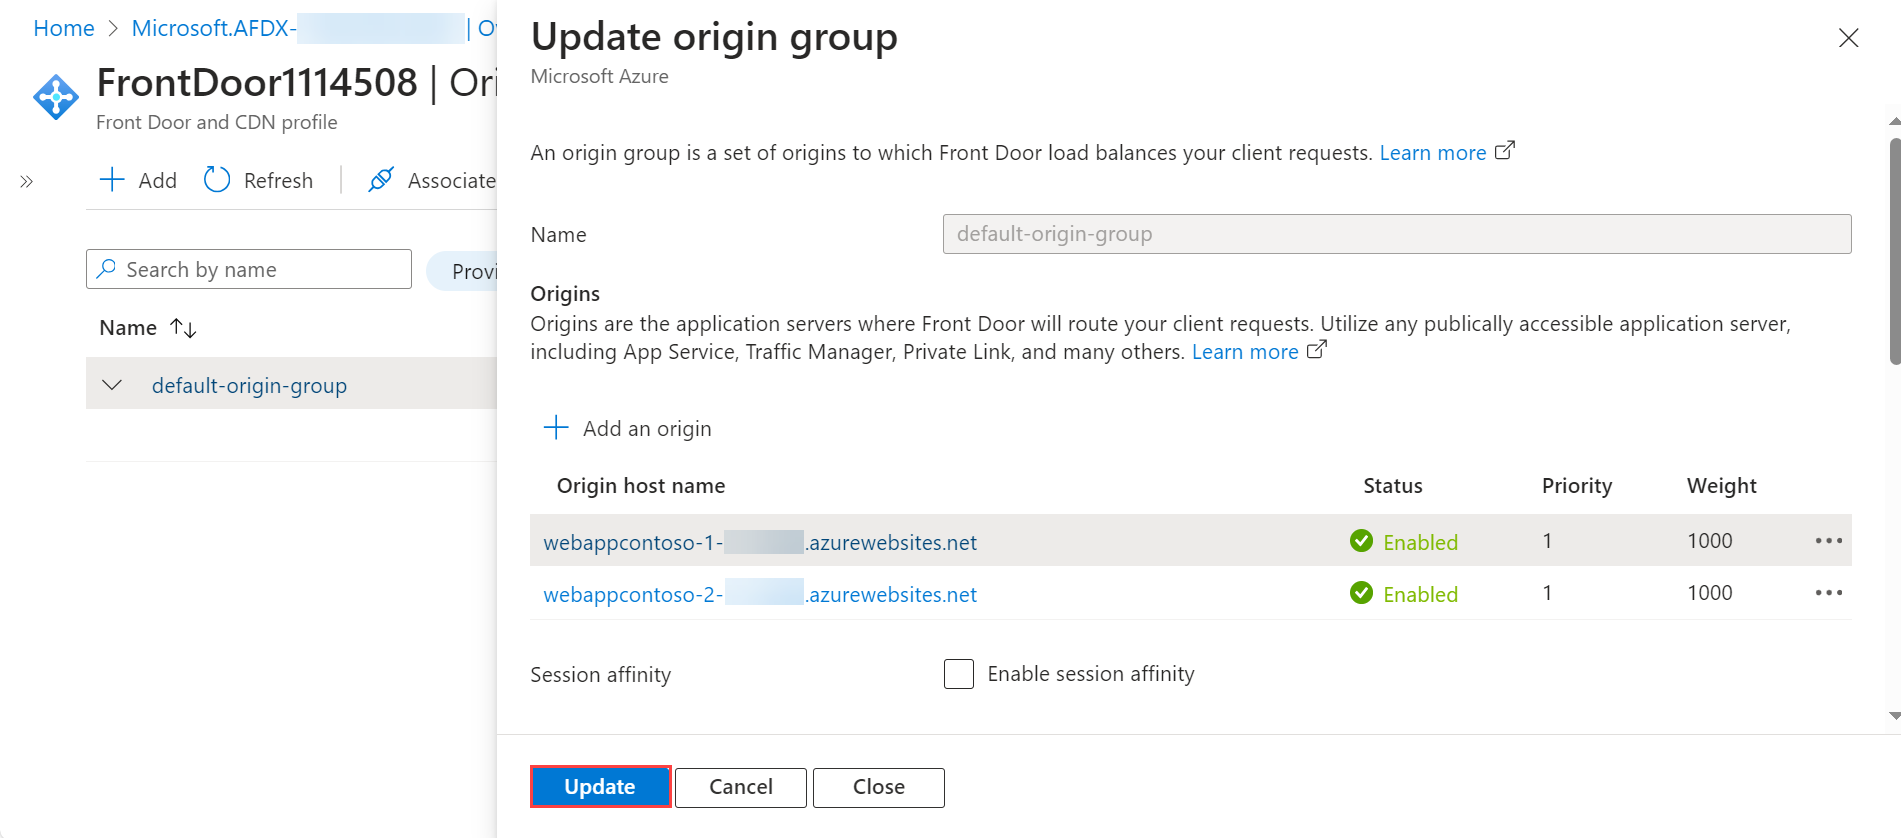 Home > Microsoft.AFDX- | Ov
FrontDoor1114508 | Ori
Front Door and CDN profile
Add Refresh Associate
Search by name
Provi
Name
default-origin-group
Update origin group
Microsoft Azure
An origin group is a set of origins to which Front Door load balances your client requests. Learn more
Name default-origin-group
Origins
Origins are the application servers where Front Door will route your client requests. Utilize any publically accessible application server,
including App Service, Traffic Manager, Private Link, and many others. Learn more
Add an origin
Origin host name Status Priority Weight
webappcontoso-1- .azurewebsites.net Enabled 1 1000
webappcontoso-2- .azurewebsites.net Enabled 1 1000
Session affinity Enable session affinity
Update Cancel Close